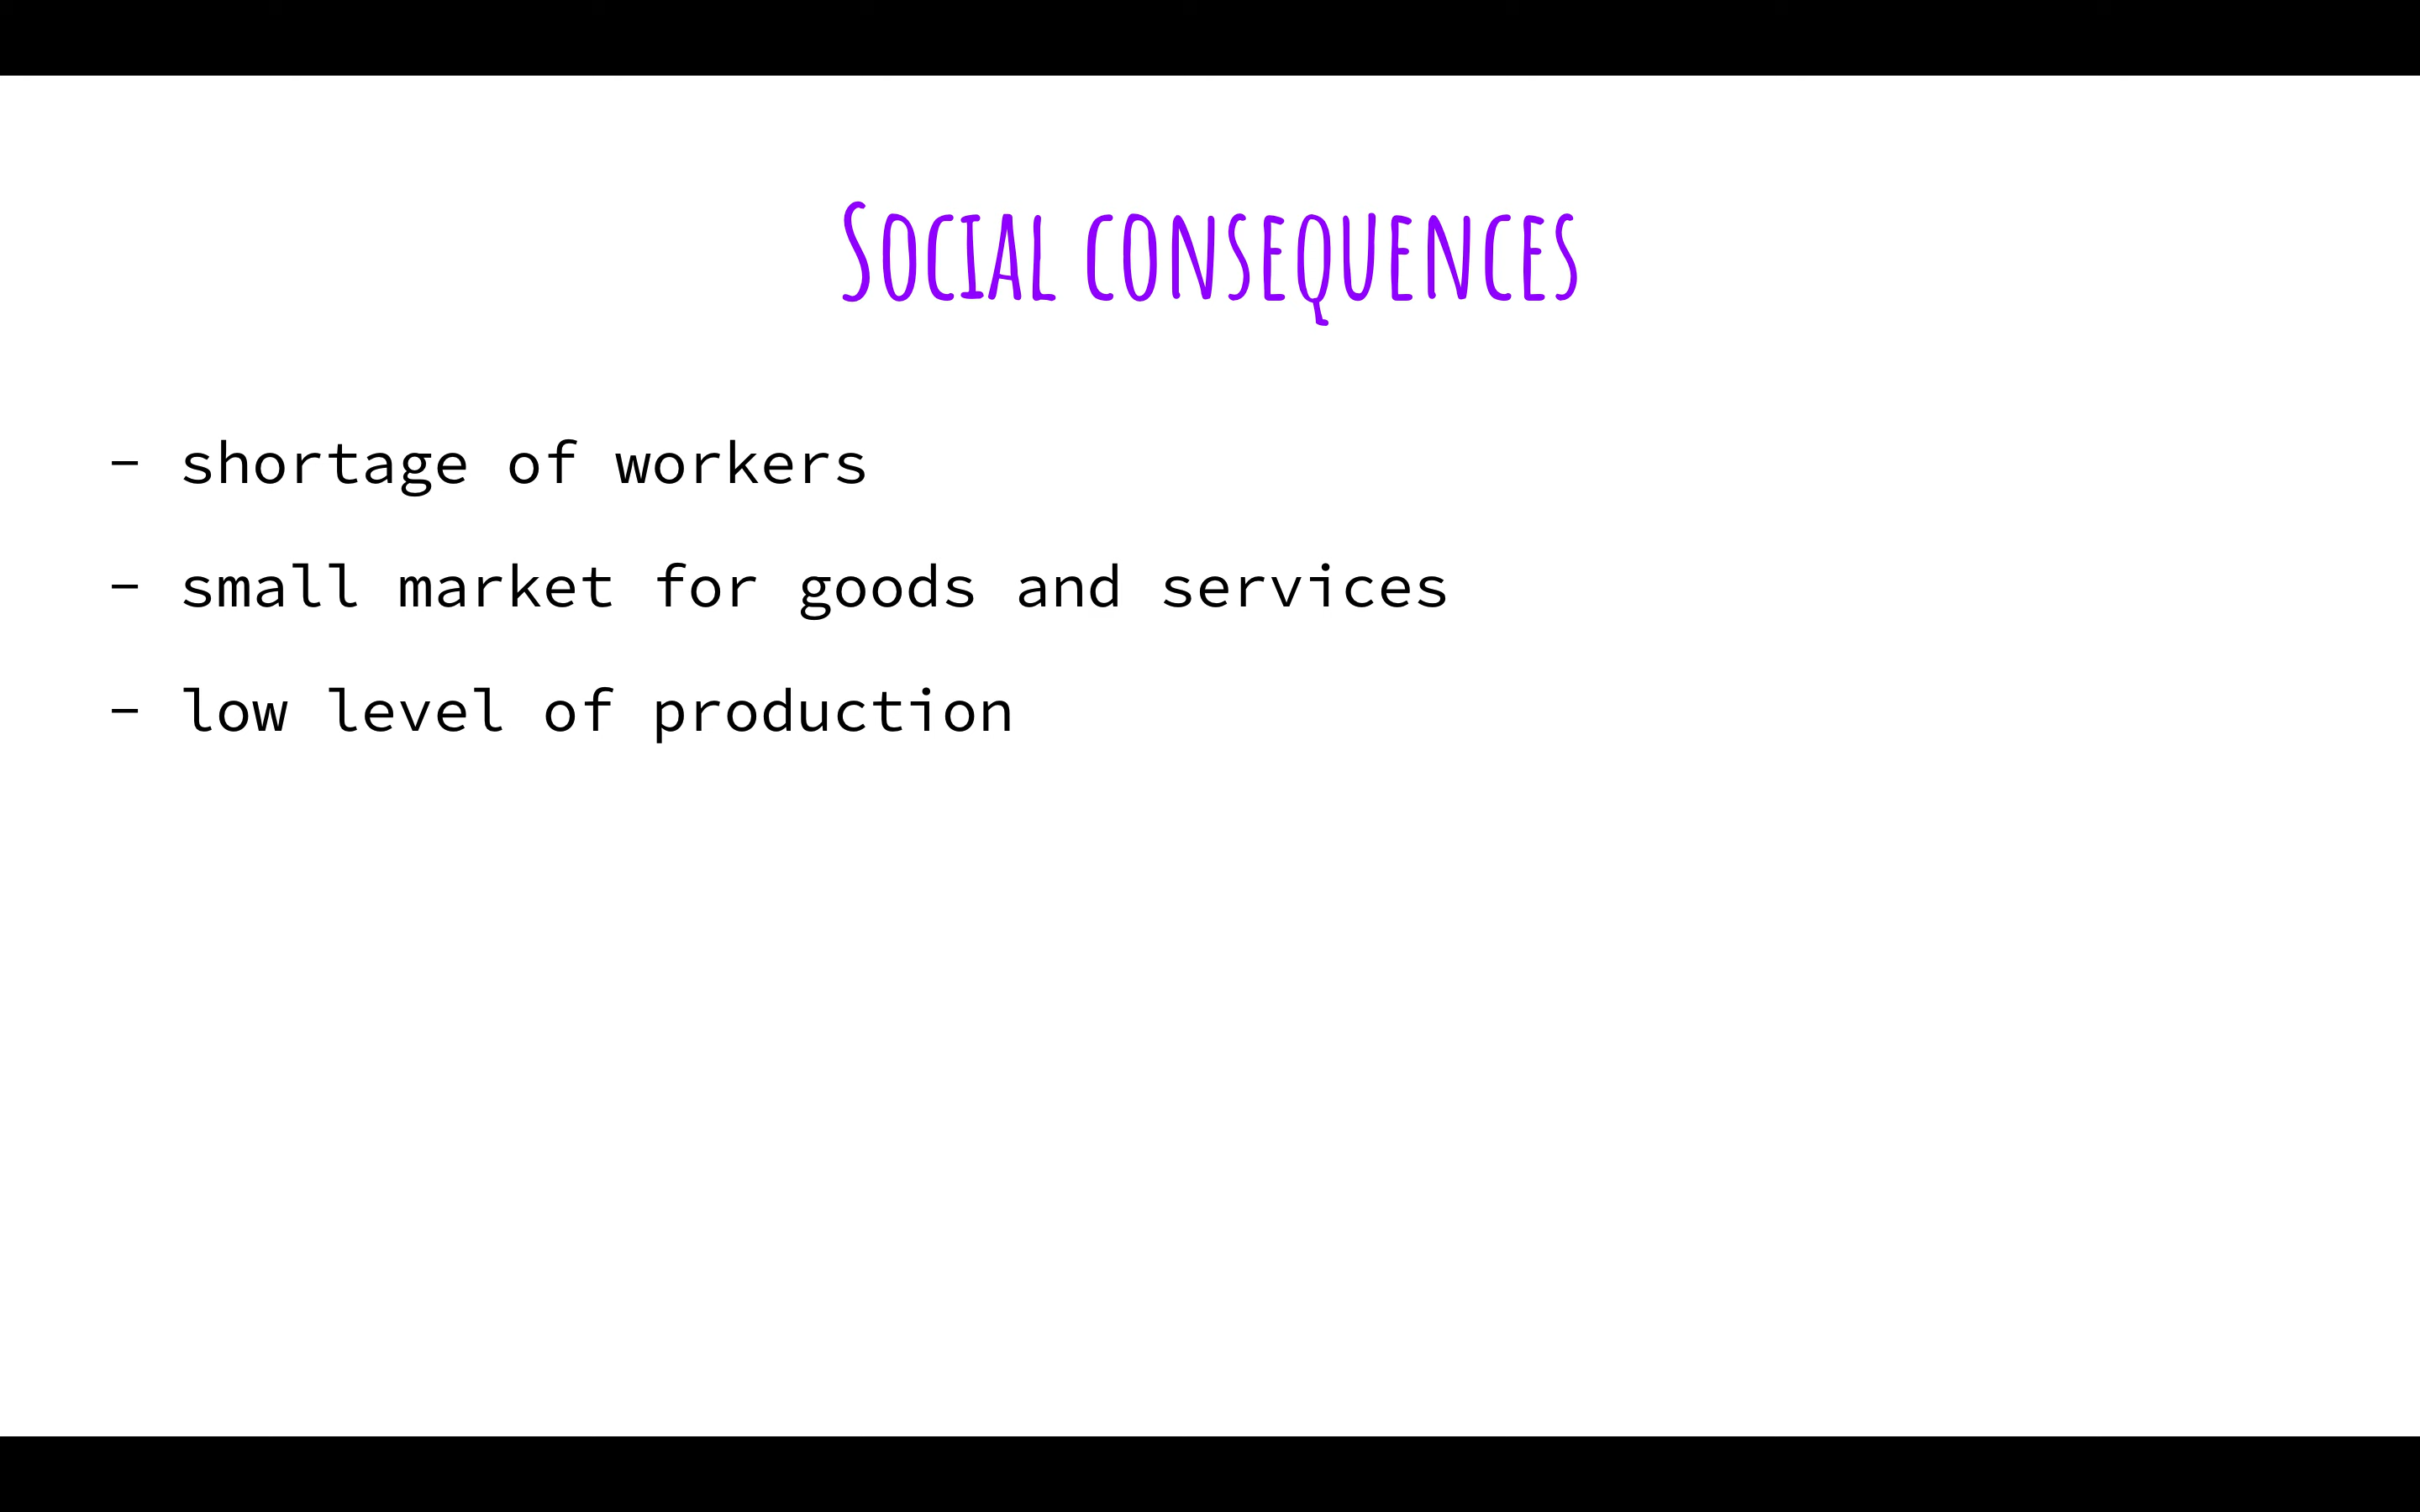 Social consequences
- shortage of workers
- small market for goods and services
- low level of production